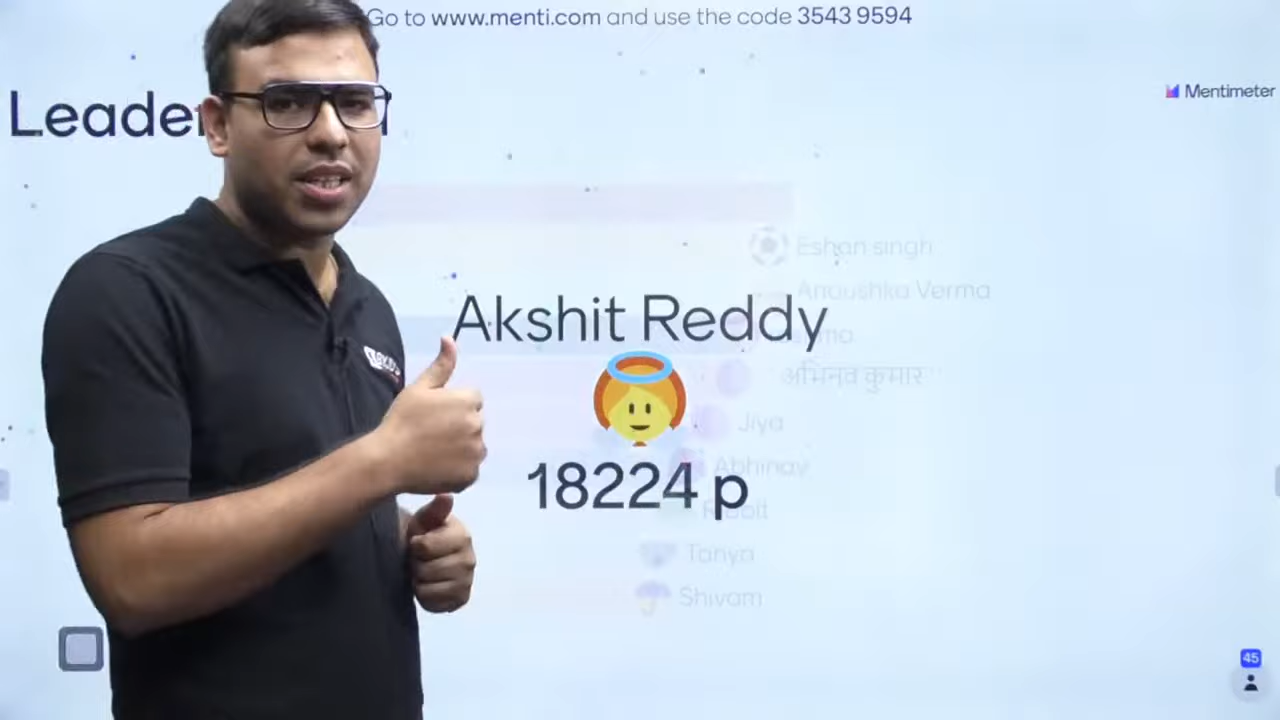 Go to www.menti.com and use the code 3543 9594
Mentimeter
Leader
Eshan singh
Anoushka Verma
Akshit Reddy
अभिनव कुमार
Jiya
Abhinav
18224 p
Tanya
Shivam
45